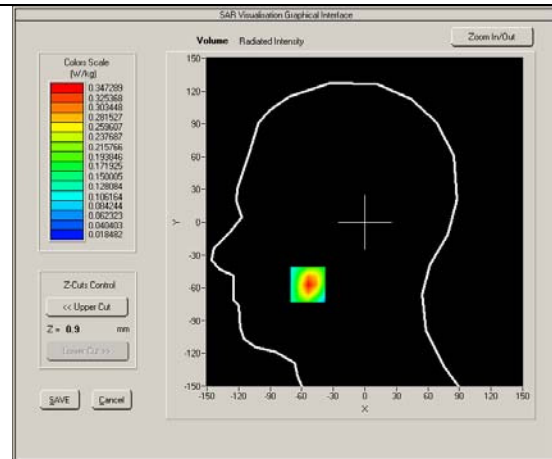 SAR Visualisation Graphical Interface
Volume Radiated Intensity
Zoom In/Out
Colors Scale
(W/kg)
0.347289
0.325368
0.303448
0.281527
0.259607
0.237687
0.215766
0.193846
0.171925
0.150005
0.128084
0.106164
0.084244
0.062323
0.040403
0.018482
Z-Cuts Control
<< Upper Cut
Z = 0.9 mm
Lower Cut >>
SAVE Cancel
150
120
90
60
30
Y 0
-30
-60
-90
-120
-150
-150 -120 -90 -60 -30 0 30 60 90 120 150
X